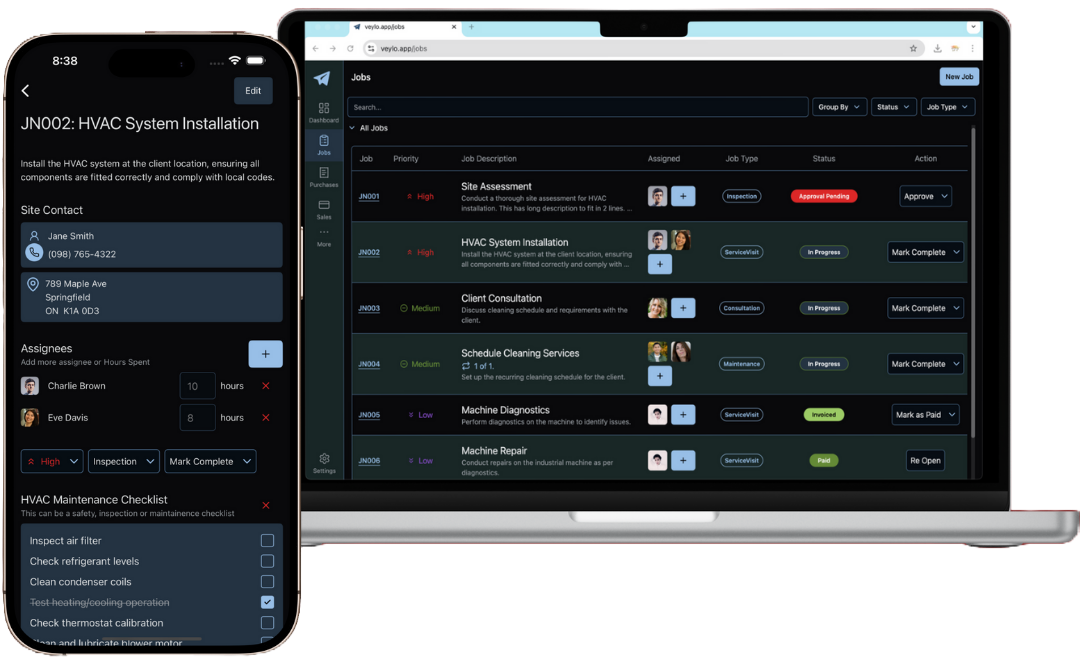 8:38
Edit
JN002: HVAC System Installation
Install the HVAC system at the client location, ensuring all
components are fitted correctly and comply with local codes.
Site Contact
Jane Smith
(098) 765-4322
789 Maple Ave
Springfield
ON K1A 0D3
Assignees
Add more assignee or Hours Spent
+
Charlie Brown 10 hours
Eve Davis 8 hours
High Inspection Mark Complete
HVAC Maintenance Checklist
This can be a safety, inspection or maintainence checklist
Inspect air filter
Check refrigerant levels
Clean condenser coils
Test heating/cooling operation
Check thermostat calibration
Clean and lubricate blower motor
veylo.app/jobs
veylo.app/jobs
Jobs New Job
Search... Group By Status Job Type
All Jobs
Dashboard
Jobs
Purchases
Sales
More
Settings
Job Priority Job Description Assigned Job Type Status Action
JN001 High Site Assessment + Inspection Approval Pending Approve
Conduct a thorough site assessment for HVAC
installation. This has long description to fit in 2 lines. ...
JN002 High HVAC System Installation + ServiceVisit In Progress Mark Complete
Install the HVAC system at the client location, ensuring
all components are fitted correctly and comply with ...
JN003 Medium Client Consultation + Consultation In Progress Mark Complete
Discuss cleaning schedule and requirements with the
client.
JN004 Medium Schedule Cleaning Services + Maintenance In Progress Mark Complete
1 of 1.
Set up the recurring cleaning schedule for the client.
JN005 Low Machine Diagnostics + ServiceVisit Invoiced Mark as Paid
Perform diagnostics on the machine to identify issues.
JN006 Low Machine Repair + ServiceVisit Paid Re Open
Conduct repairs on the industrial machine as per
diagnostics.